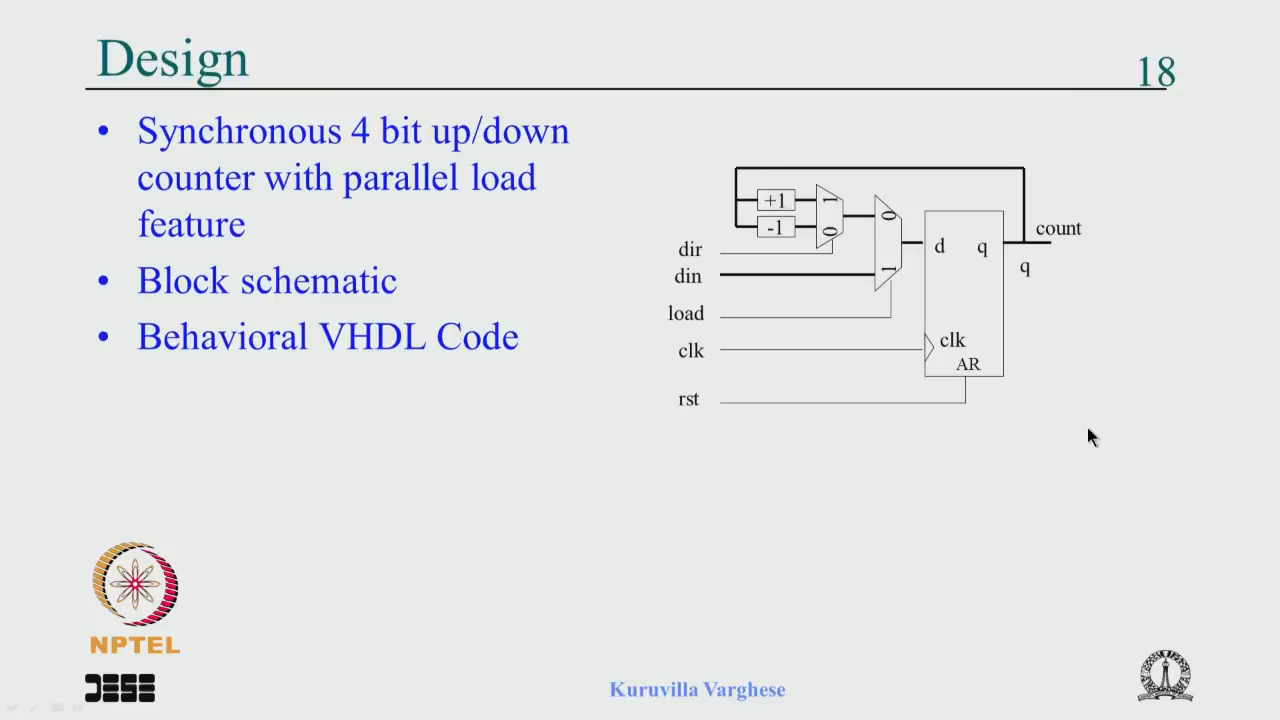 Design
18
• Synchronous 4 bit up/down
counter with parallel load
feature
• Block schematic
• Behavioral VHDL Code
+1
-1
1
0
0
1
dir
din
load
clk
rst
d q
clk
AR
count
q
NPTEL
Kuruvilla Varghese